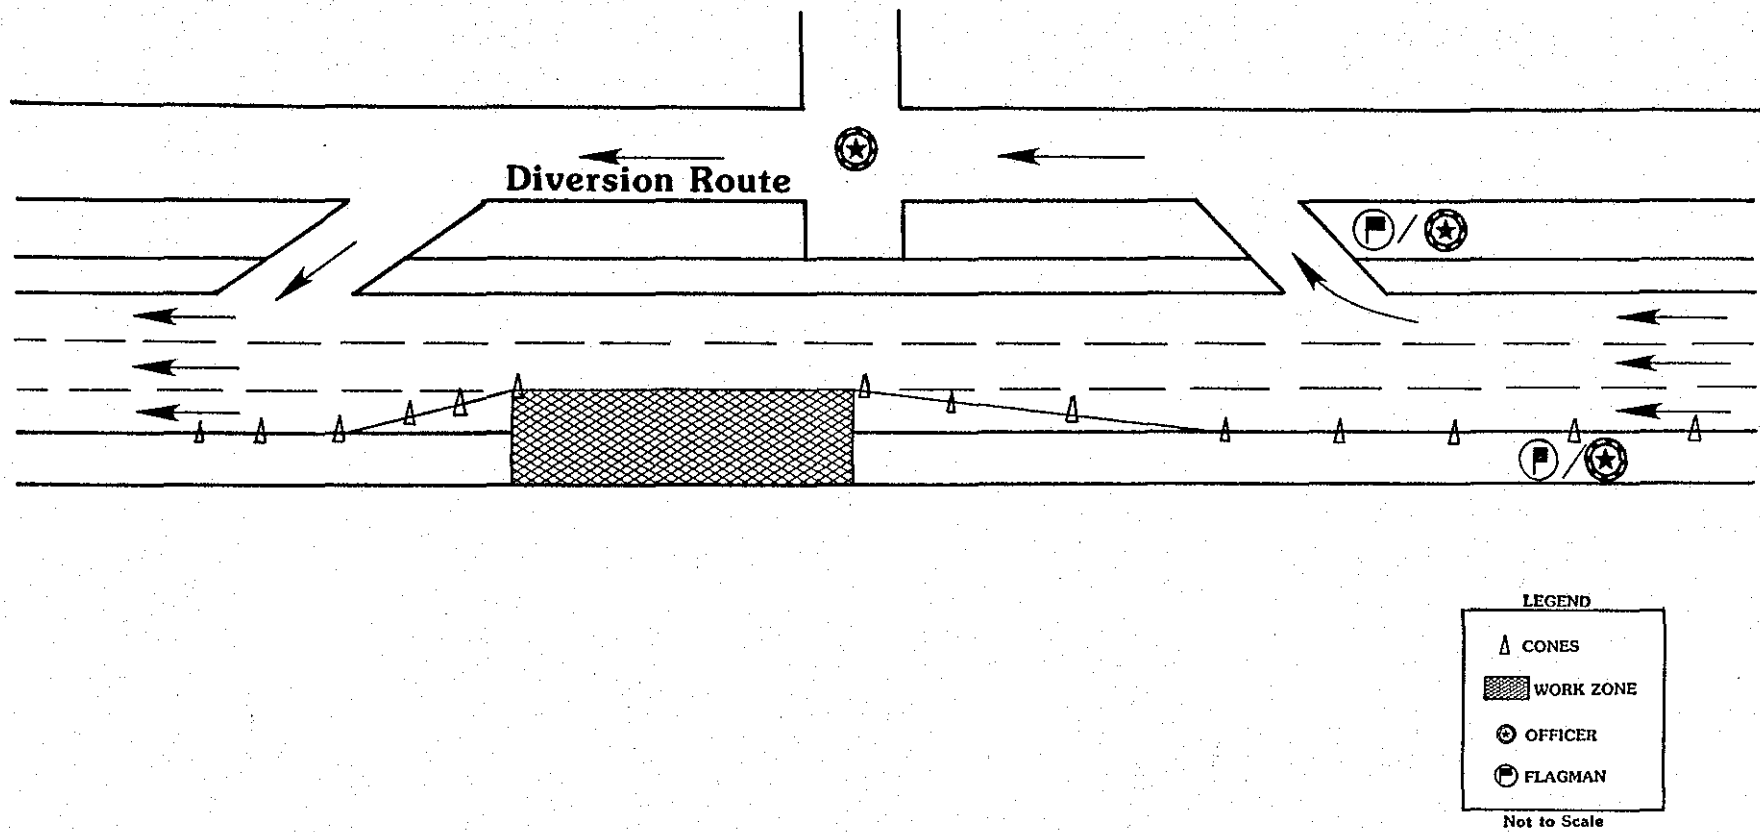 Diversion Route
LEGEND
CONES
WORK ZONE
OFFICER
FLAGMAN
Not to Scale